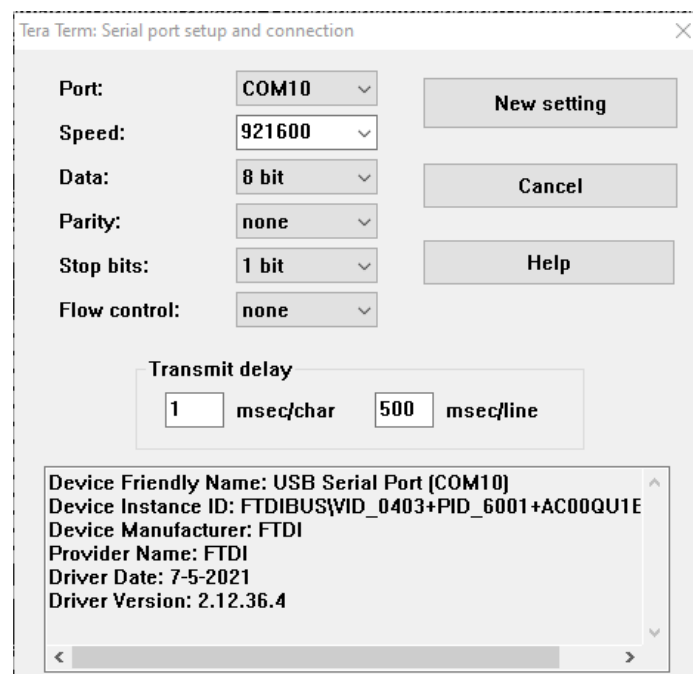 Tera Term: Serial port setup and connection
Port: COM10
New setting
Speed: 921600
Data: 8 bit
Cancel
Parity: none
Stop bits: 1 bit
Help
Flow control: none
Transmit delay
1 msec/char 500 msec/line
Device Friendly Name: USB Serial Port (COM10)
Device Instance ID: FTDIBUS\VID_0403+PID_6001+AC00QU1E
Device Manufacturer: FTDI
Provider Name: FTDI
Driver Date: 7-5-2021
Driver Version: 2.12.36.4